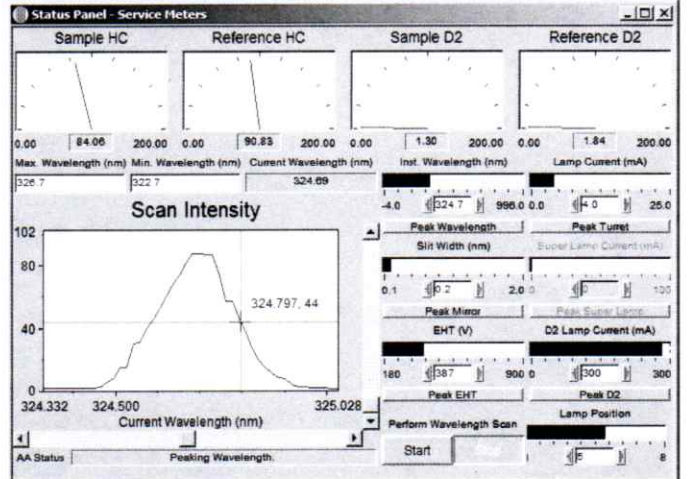 Status Panel - Service Meters
Sample HC
Reference HC
Sample D2
Reference D2
0.00 84.06 200.00
0.00 90.83 200.00
0.00 1.30 200.00
0.00 1.84 200.00
Max. Wavelength (nm) Min. Wavelength (nm) Current Wavelength (nm)
326.7 322.7 324.69
Inst. Wavelength (nm)
-4.0 324.7 996.0
Peak Wavelength
Lamp Current (mA)
0.0 4.0 25.0
Peak Turret
Scan Intensity
102
80
40
0
324.797, 44
324.332 324.500 325.028
Current Wavelength (nm)
Slit Width (nm)
0.1 0.2 2.0
Peak Mirror
Super Lamp Current (mA)
0 0 100
Peak Super Lamp
EHT (V)
180 387 900
Peak EHT
D2 Lamp Current (mA)
0 300 300
Peak D2
Perform Wavelength Scan
Start
Lamp Position
5 8
AA Status Peaking Wavelength.